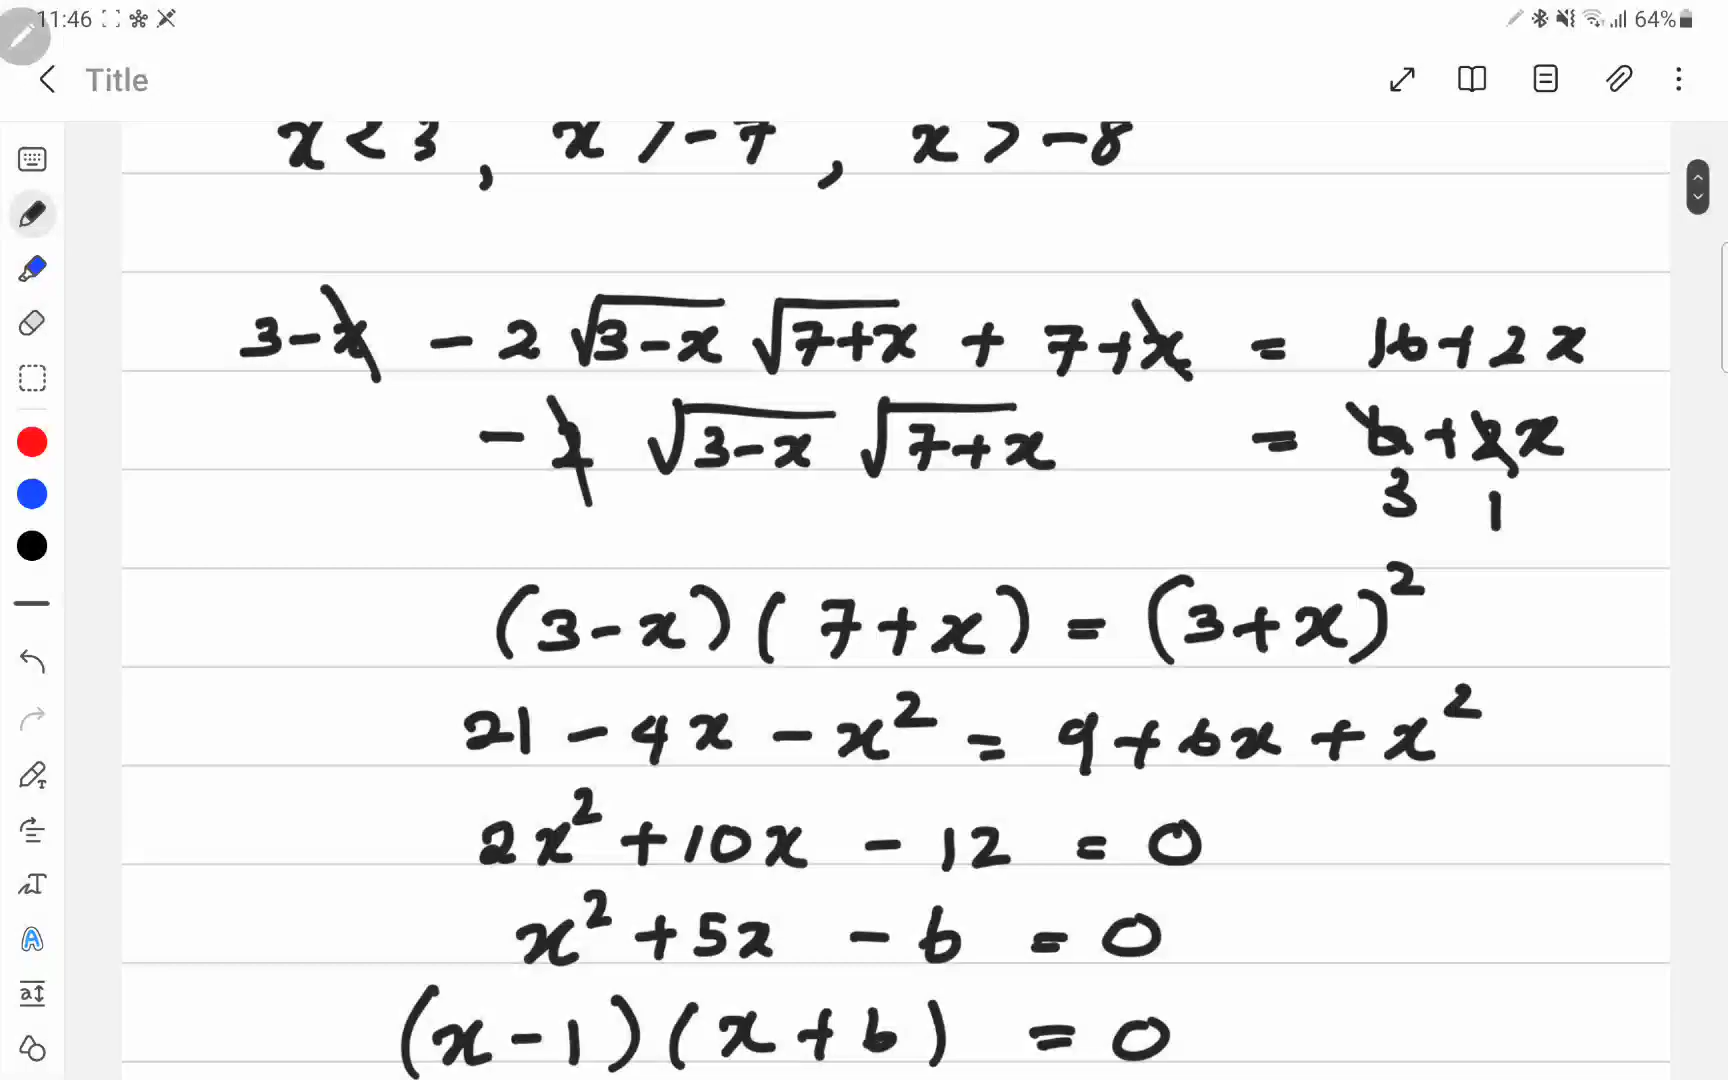 11:46 64%
Title
x < 3 , x > -7 , x > -8
3-x - 2 √3-x √7+x + 7+x = 16+2x
- 2 √3-x √7+x = 6+2x
3 1
(3-x)(7+x) = (3+x)²
21 - 4x - x² = 9+6x+x²
2x² + 10x - 12 = 0
x² + 5x - 6 = 0
(x-1)(x+6) = 0